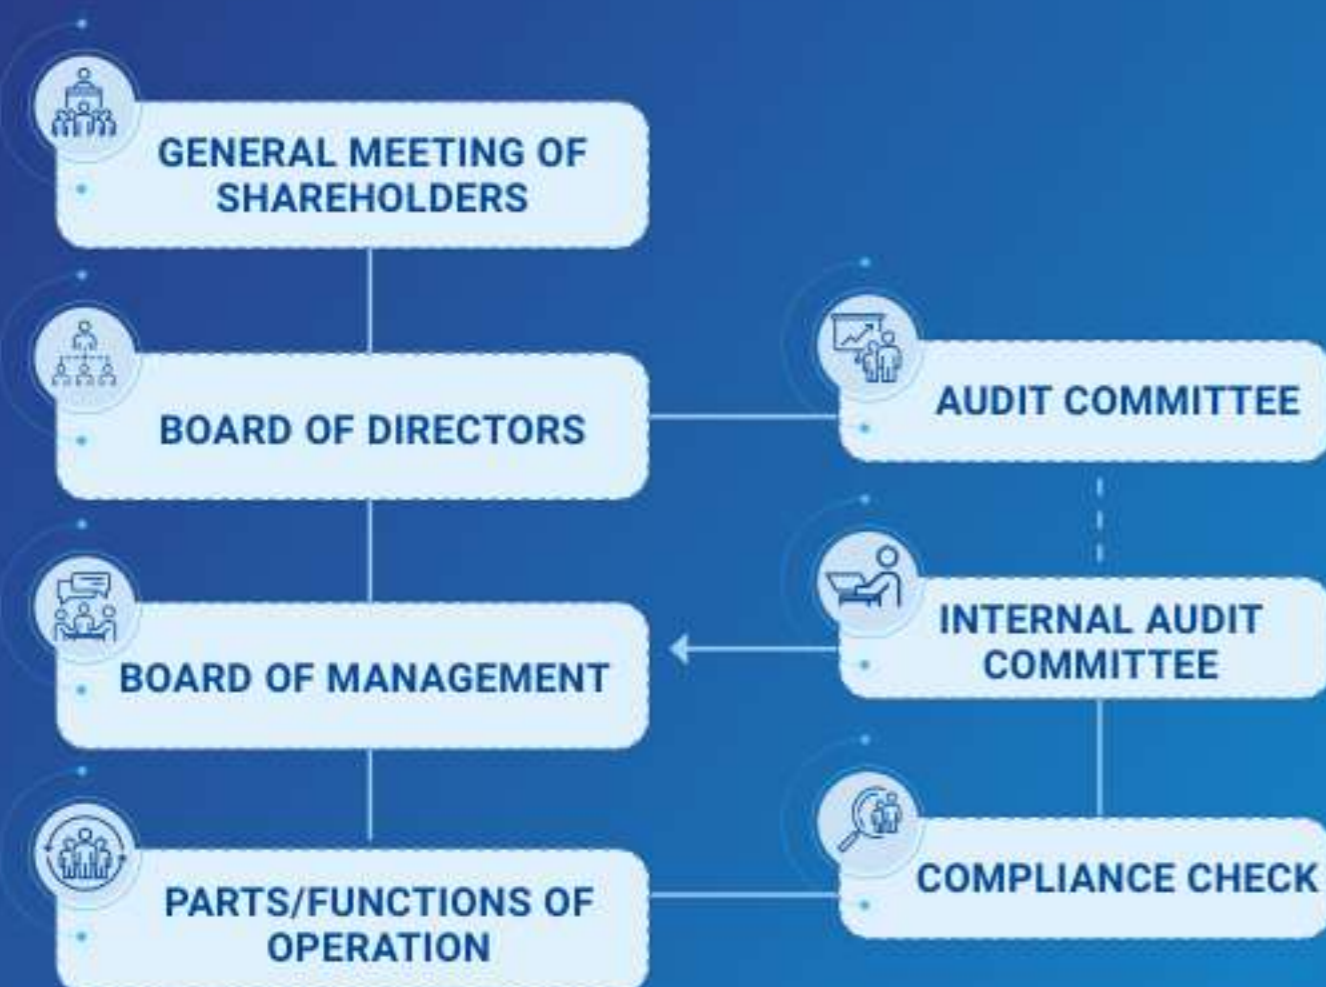 GENERAL MEETING OF
SHAREHOLDERS
BOARD OF DIRECTORS
AUDIT COMMITTEE
BOARD OF MANAGEMENT
INTERNAL AUDIT
COMMITTEE
PARTS/FUNCTIONS OF
OPERATION
COMPLIANCE CHECK